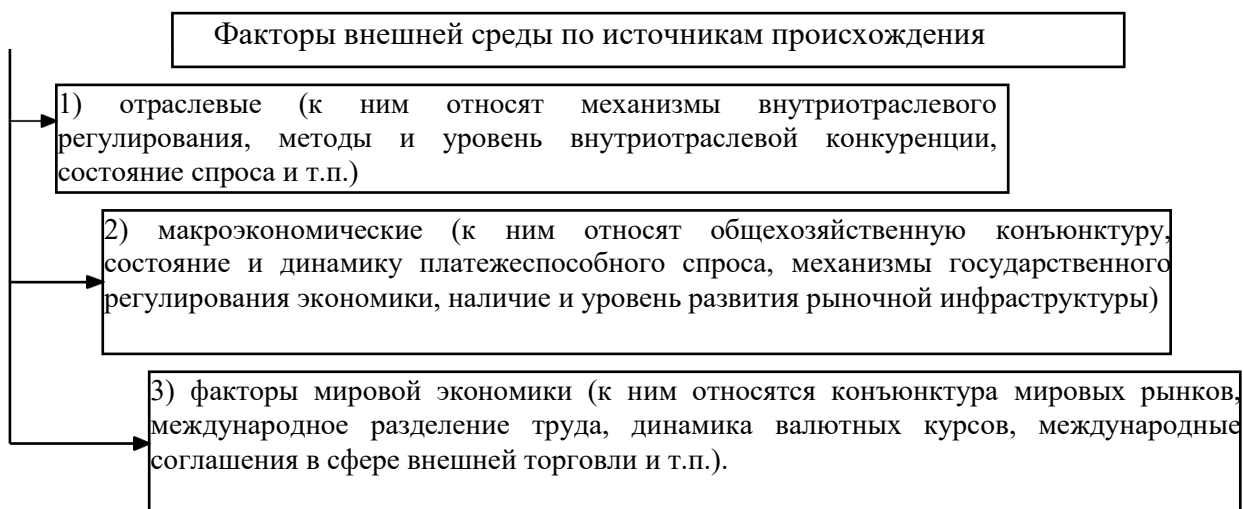 Факторы внешней среды по источникам происхождения
1) отраслевые (к ним относят механизмы внутриотраслевого
регулирования, методы и уровень внутриотраслевой конкуренции,
состояние спроса и т.п.)
2) макроэкономические (к ним относят общехозяйственную конъюнктуру,
состояние и динамику платежеспособного спроса, механизмы государственного
регулирования экономики, наличие и уровень развития рыночной инфраструктуры)
3) факторы мировой экономики (к ним относятся конъюнктура мировых рынков,
международное разделение труда, динамика валютных курсов, международные
соглашения в сфере внешней торговли и т.п.).